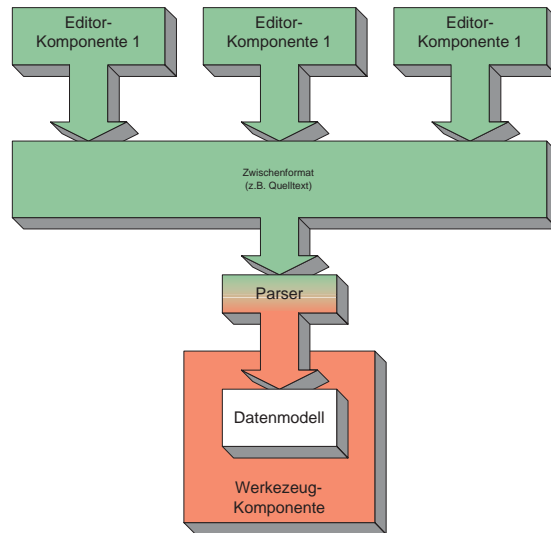 Editor-
Komponente 1
Editor-
Komponente 1
Editor-
Komponente 1
Zwischenformat
(z.B. Quelltext)
Parser
Datenmodell
Werkezeug-
Komponente